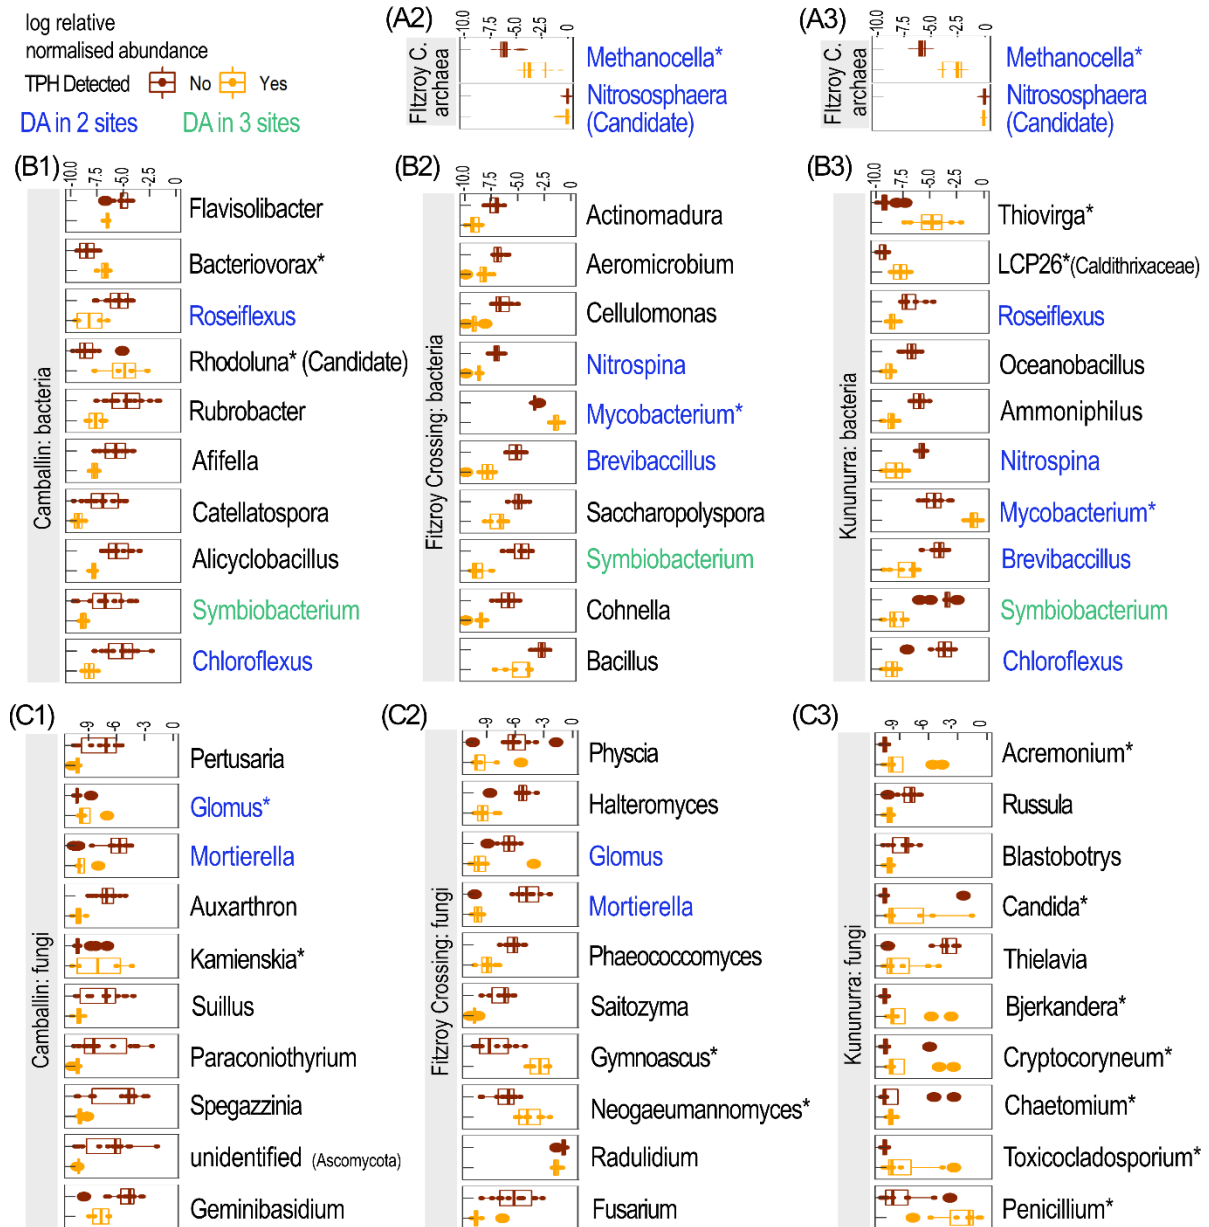 log relative
normalised abundance
TPH Detected No Yes
DA in 2 sites DA in 3 sites
(A2)
-10.0 -7.5 -5.0 -2.5 0
FItzroy C.
archaea
Methanocella*
Nitrososphaera
(Candidate)
(A3)
-10.0 -7.5 -5.0 -2.5 0
FItzroy C.
archaea
Methanocella*
Nitrososphaera
(Candidate)
(B1)
-10.0 -7.5 -5.0 -2.5 0
Camballin: bacteria
Flavisolibacter
Bacteriovorax*
Roseiflexus
Rhodoluna* (Candidate)
Rubrobacter
Afifella
Catellatospora
Alicyclobacillus
Symbiobacterium
Chloroflexus
(B2)
-10.0 -7.5 -5.0 -2.5 0
Fitzroy Crossing: bacteria
Actinomadura
Aeromicrobium
Cellulomonas
Nitrospina
Mycobacterium*
Brevibaccillus
Saccharopolyspora
Symbiobacterium
Cohnella
Bacillus
(B3)
-10.0 -7.5 -5.0 -2.5 0
Kununurra: bacteria
Thiovirga*
LCP26*(Caldithrixaceae)
Roseiflexus
Oceanobacillus
Ammoniphilus
Nitrospina
Mycobacterium*
Brevibaccillus
Symbiobacterium
Chloroflexus
(C1)
-9 -6 -3 0
Camballin: fungi
Pertusaria
Glomus*
Mortierella
Auxarthron
Kamienskia*
Suillus
Paraconiothyrium
Spegazzinia
unidentified (Ascomycota)
Geminibasidium
(C2)
-9 -6 -3 0
Fitzroy Crossing: fungi
Physcia
Halteromyces
Glomus
Mortierella
Phaeococcomyces
Saitozyma
Gymnoascus*
Neogaeumannomyces*
Radulidium
Fusarium
(C3)
-9 -6 -3 0
Kununurra: fungi
Acremonium*
Russula
Blastobotrys
Candida*
Thielavia
Bjerkandera*
Cryptocoryneum*
Chaetomium*
Toxicocladosporium*
Penicillium*